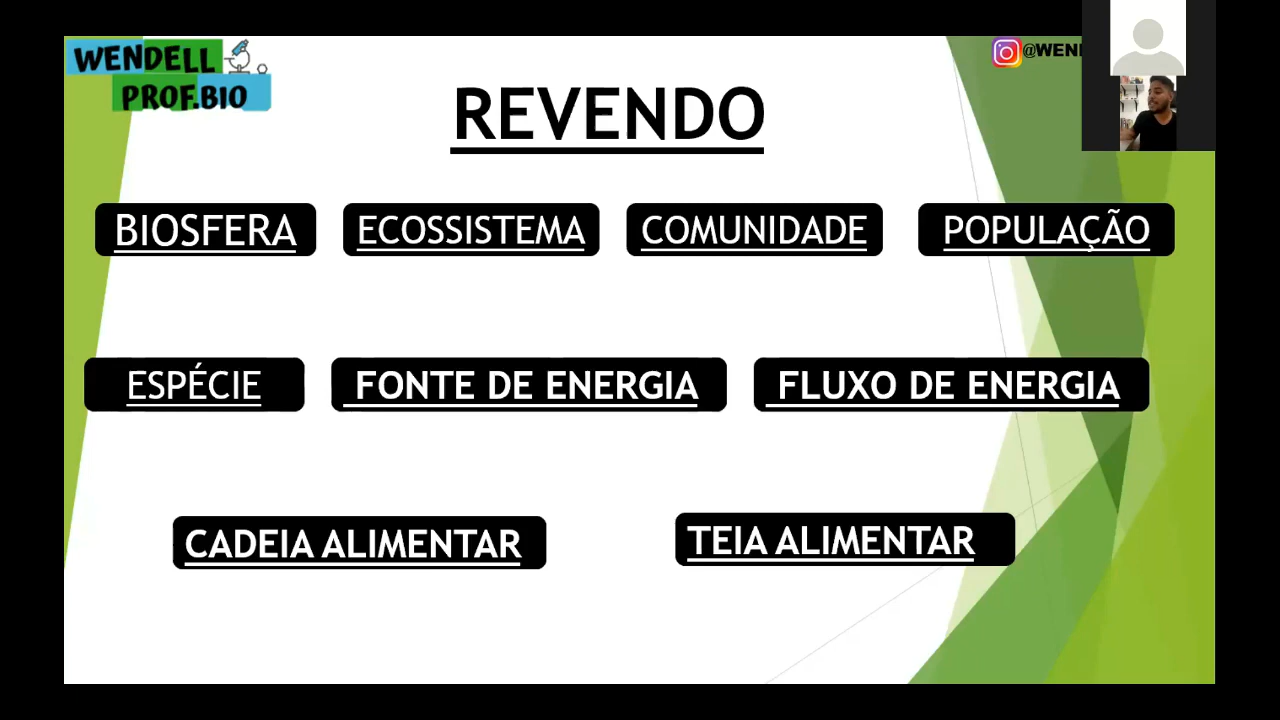 WENDELL
PROF.BIO
REVENDO
BIOSFERA
ECOSSISTEMA
COMUNIDADE
POPULAÇÃO
ESPÉCIE
FONTE DE ENERGIA
FLUXO DE ENERGIA
CADEIA ALIMENTAR
TEIA ALIMENTAR